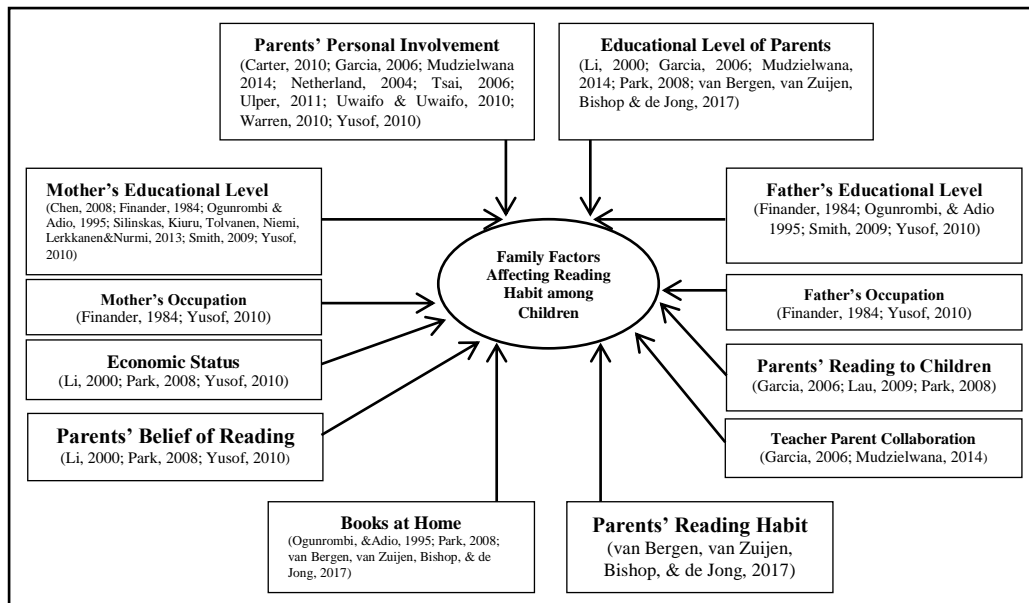 Parents' Personal Involvement
(Carter, 2010; Garcia, 2006; Mudzielwana
2014; Netherland, 2004; Tsai, 2006;
Ulper, 2011; Uwaifo & Uwaifo, 2010;
Warren, 2010; Yusof, 2010)
Educational Level of Parents
(Li, 2000; Garcia, 2006; Mudzielwana,
2014; Park, 2008; van Bergen, van Zuijen,
Bishop & de Jong, 2017)
Mother's Educational Level
(Chen, 2008; Finander, 1984; Ogunrombi &
Adio, 1995; Silinskas, Kiuru, Tolvanen, Niemi,
Lerkkanen&Nurmi, 2013; Smith, 2009; Yusof,
2010)
Father's Educational Level
(Finander, 1984; Ogunrombi, & Adio
1995; Smith, 2009; Yusof, 2010)
Family Factors
Affecting Reading
Habit among
Children
Mother's Occupation
(Finander, 1984; Yusof, 2010)
Father's Occupation
(Finander, 1984; Yusof, 2010)
Economic Status
(Li, 2000; Park, 2008; Yusof, 2010)
Parents' Reading to Children
(Garcia, 2006; Lau, 2009; Park, 2008)
Parents' Belief of Reading
(Li, 2000; Park, 2008; Yusof, 2010)
Teacher Parent Collaboration
(Garcia, 2006; Mudzielwana, 2014)
Books at Home
(Ogunrombi, &Adio, 1995; Park, 2008;
van Bergen, van Zuijen, Bishop, & de
Jong, 2017)
Parents' Reading Habit
(van Bergen, van Zuijen,
Bishop, & de Jong, 2017)